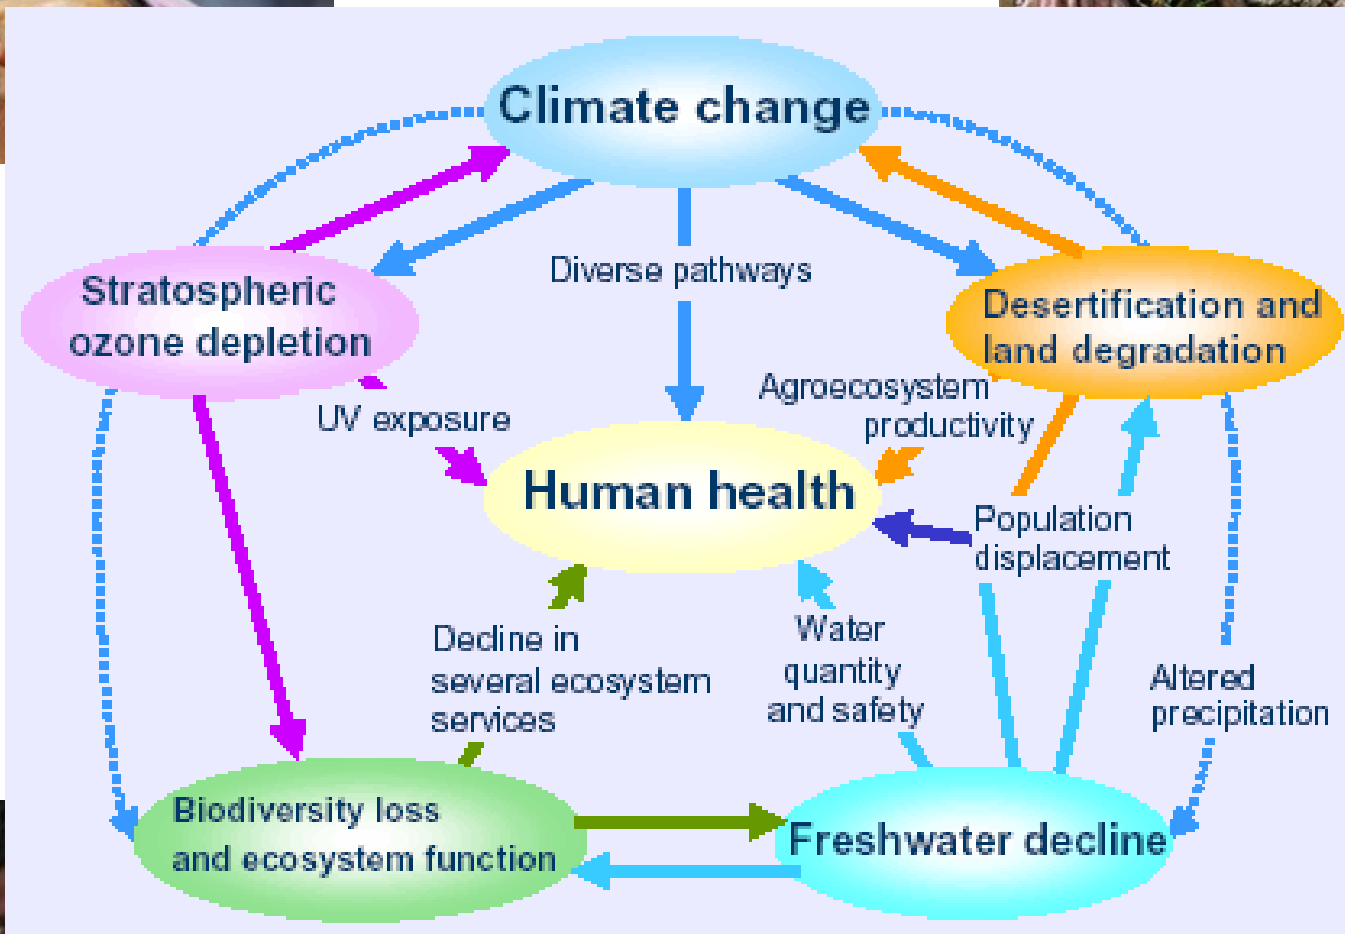 Climate change
Diverse pathways
Stratospheric
ozone depletion
Desertification and
land degradation
UV exposure
Agroecosystem
productivity
Human health
Population
displacement
Decline in
several ecosystem
services
Water
quantity
and safety
Altered
precipitation
Biodiversity loss
and ecosystem function
Freshwater decline